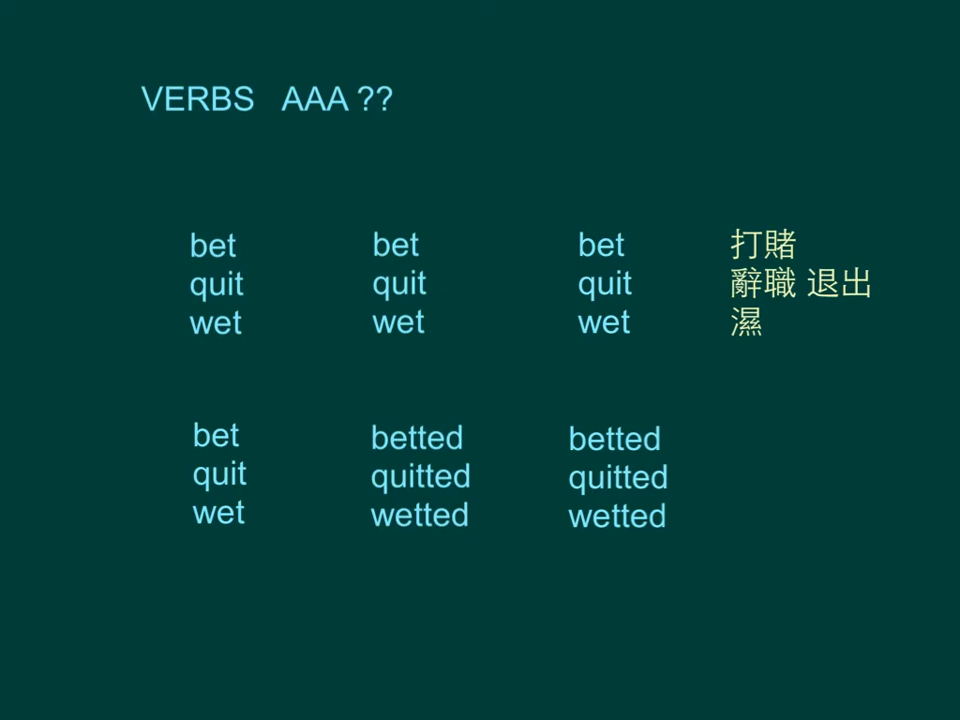 VERBS AAA ??
bet bet bet 打賭
quit quit quit 辭職 退出
wet wet wet 濕
bet betted betted
quit quitted quitted
wet wetted wetted